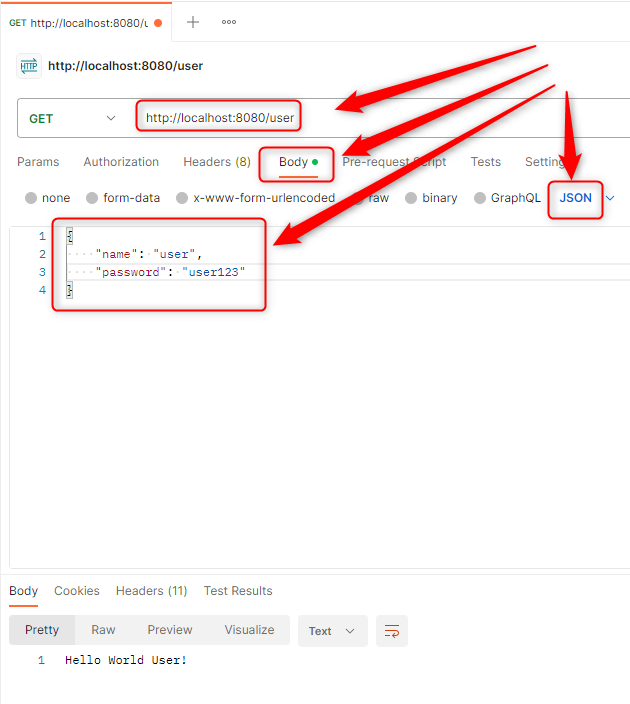 GET http://localhost:8080/u
HTTP http://localhost:8080/user
GET http://localhost:8080/user
Params Authorization Headers (8) Body Pre-request Script Tests Setting
none form-data x-www-form-urlencoded raw binary GraphQL JSON
1 {
2 "name": "user",
3 "password": "user123"
4 }
Body Cookies Headers (11) Test Results
Pretty Raw Preview Visualize Text
1 Hello World User!